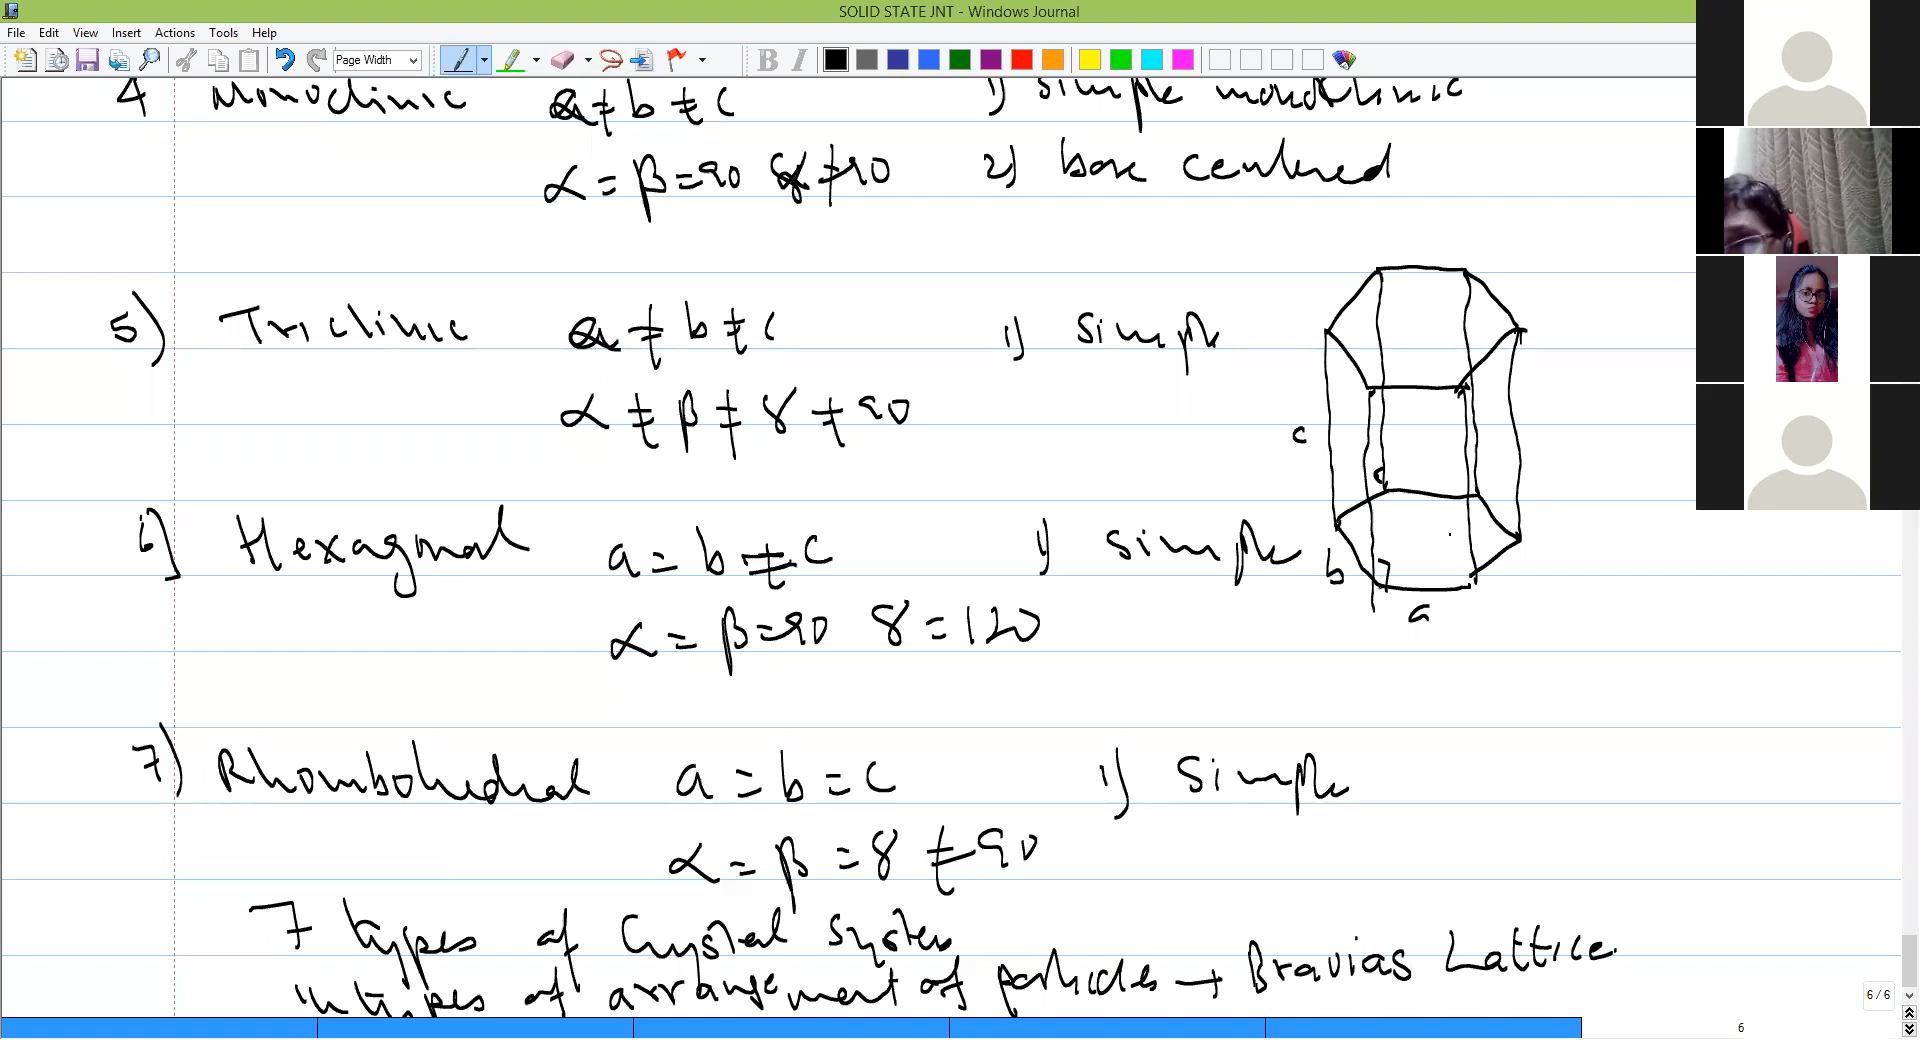 SOLID STATE JNT - Windows Journal
File Edit View Insert Actions Tools Help
Page Width
4 Monoclinic a ≠ b ≠ c 1) simple monoclinic
α = β = 90 γ ≠ 90 2) base centered
5) Triclinic a ≠ b ≠ c 1) simple
α ≠ β ≠ γ ≠ 90
c
6) Hexagonal a = b ≠ c 1) simple
b
α = β = 90 γ = 120
a
7) Rhombohedral a = b = c 1) simple
α = β = γ ≠ 90
7 types of Crystal System
14 types of arrangement of particles → Bravias Lattice
6 / 6
6